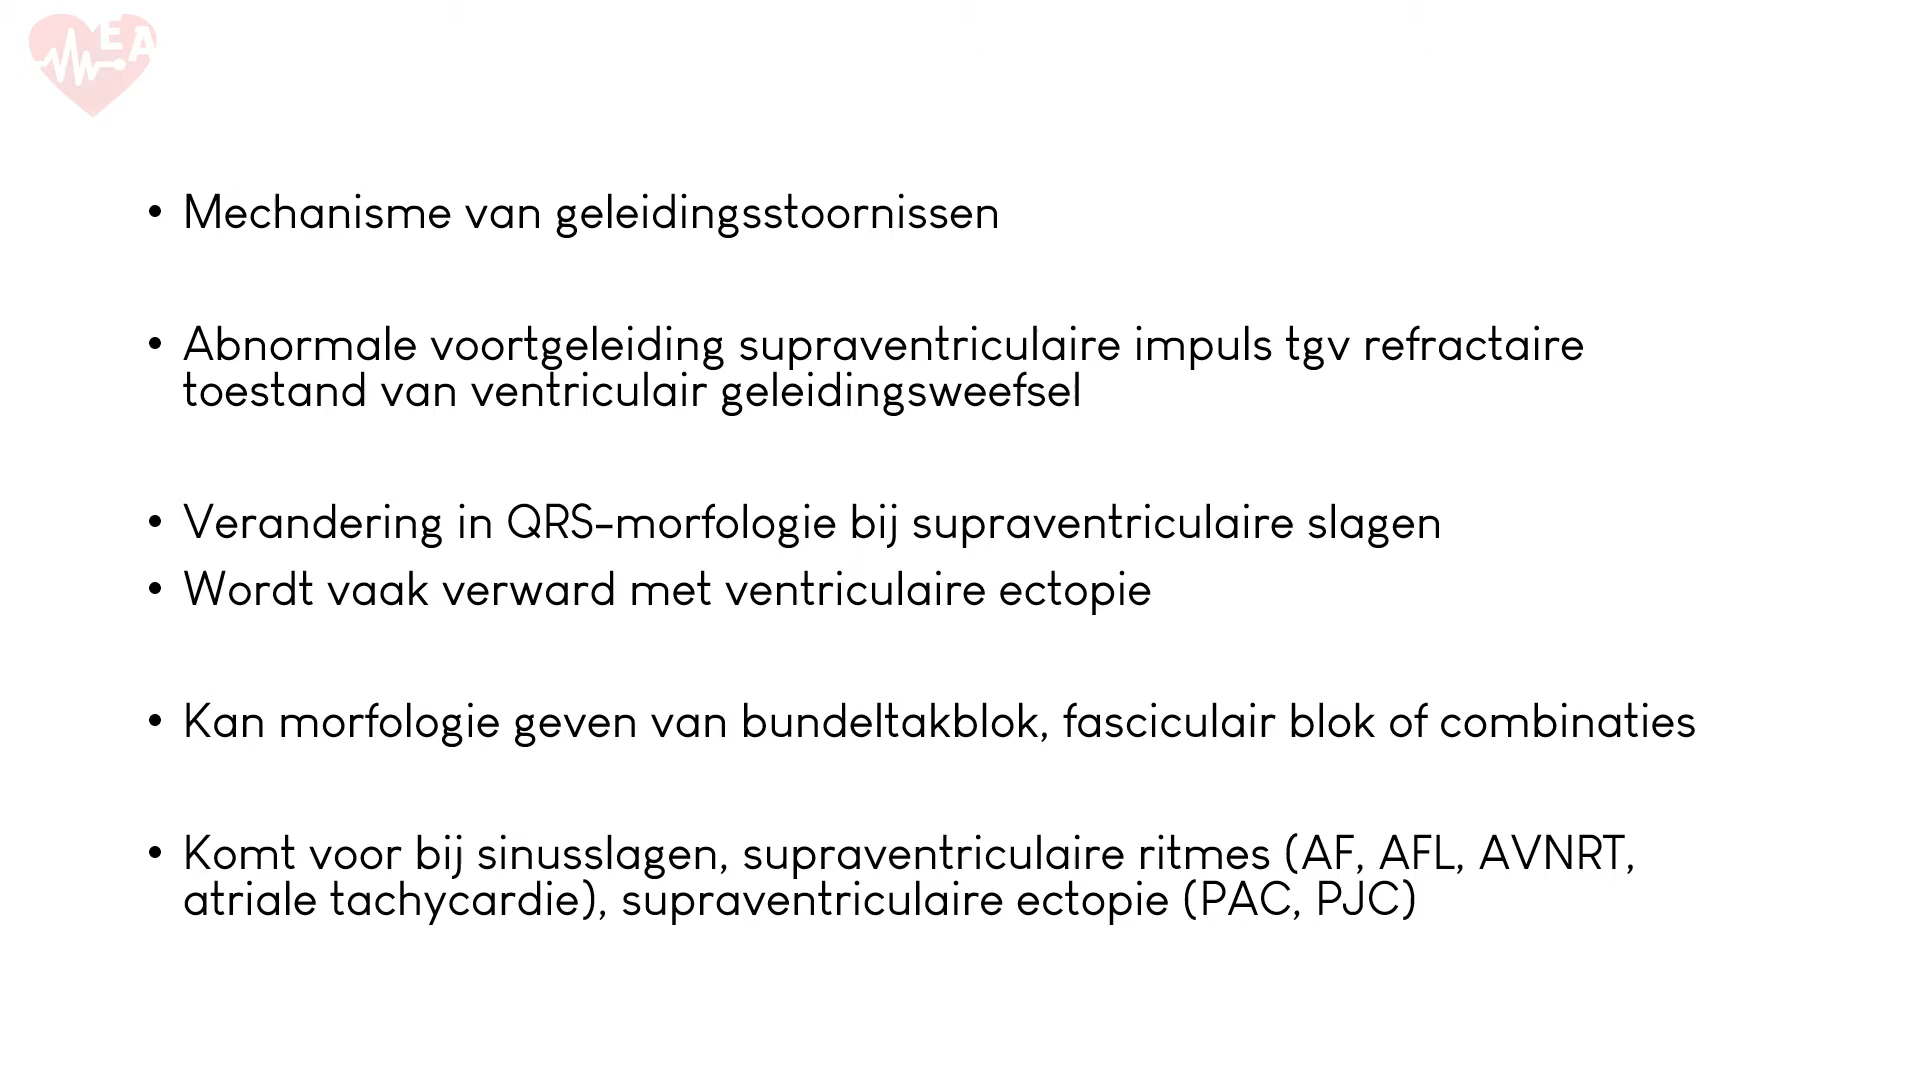 EA
• Mechanisme van geleidingsstoornissen
• Abnormale voortgeleiding supraventriculaire impuls tgv refractaire
toestand van ventriculair geleidingsweefsel
• Verandering in QRS-morfologie bij supraventriculaire slagen
• Wordt vaak verward met ventriculaire ectopie
• Kan morfologie geven van bundeltakblok, fasciculair blok of combinaties
• Komt voor bij sinusslagen, supraventriculaire ritmes (AF, AFL, AVNRT,
atriale tachycardie), supraventriculaire ectopie (PAC, PJC)